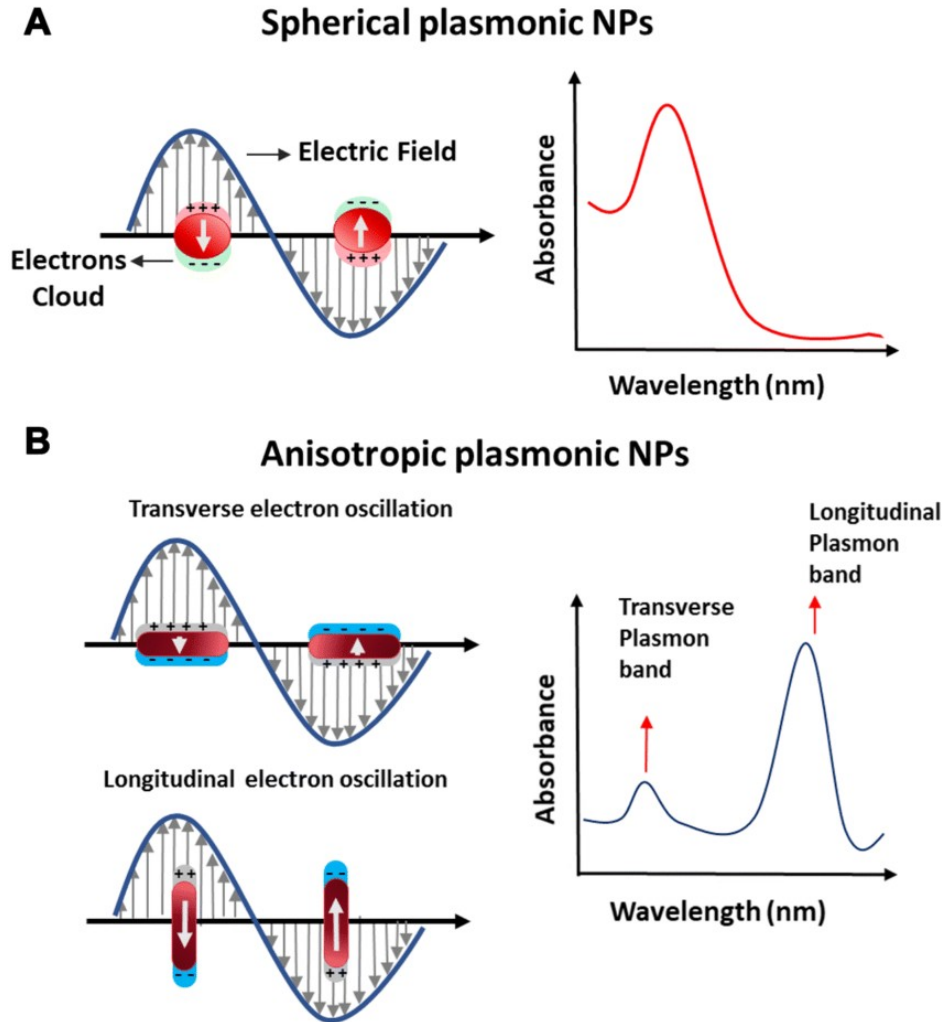 A
Spherical plasmonic NPs
Electric Field
+++
- - -
- - -
+++
Electrons
Cloud
Absorbance
Wavelength (nm)
B
Anisotropic plasmonic NPs
Transverse electron oscillation
+ + + +
- - - -
- - - -
+ + + +
Longitudinal electron oscillation
++
- -
- -
++
Longitudinal
Plasmon
band
Transverse
Plasmon
band
Absorbance
Wavelength (nm)